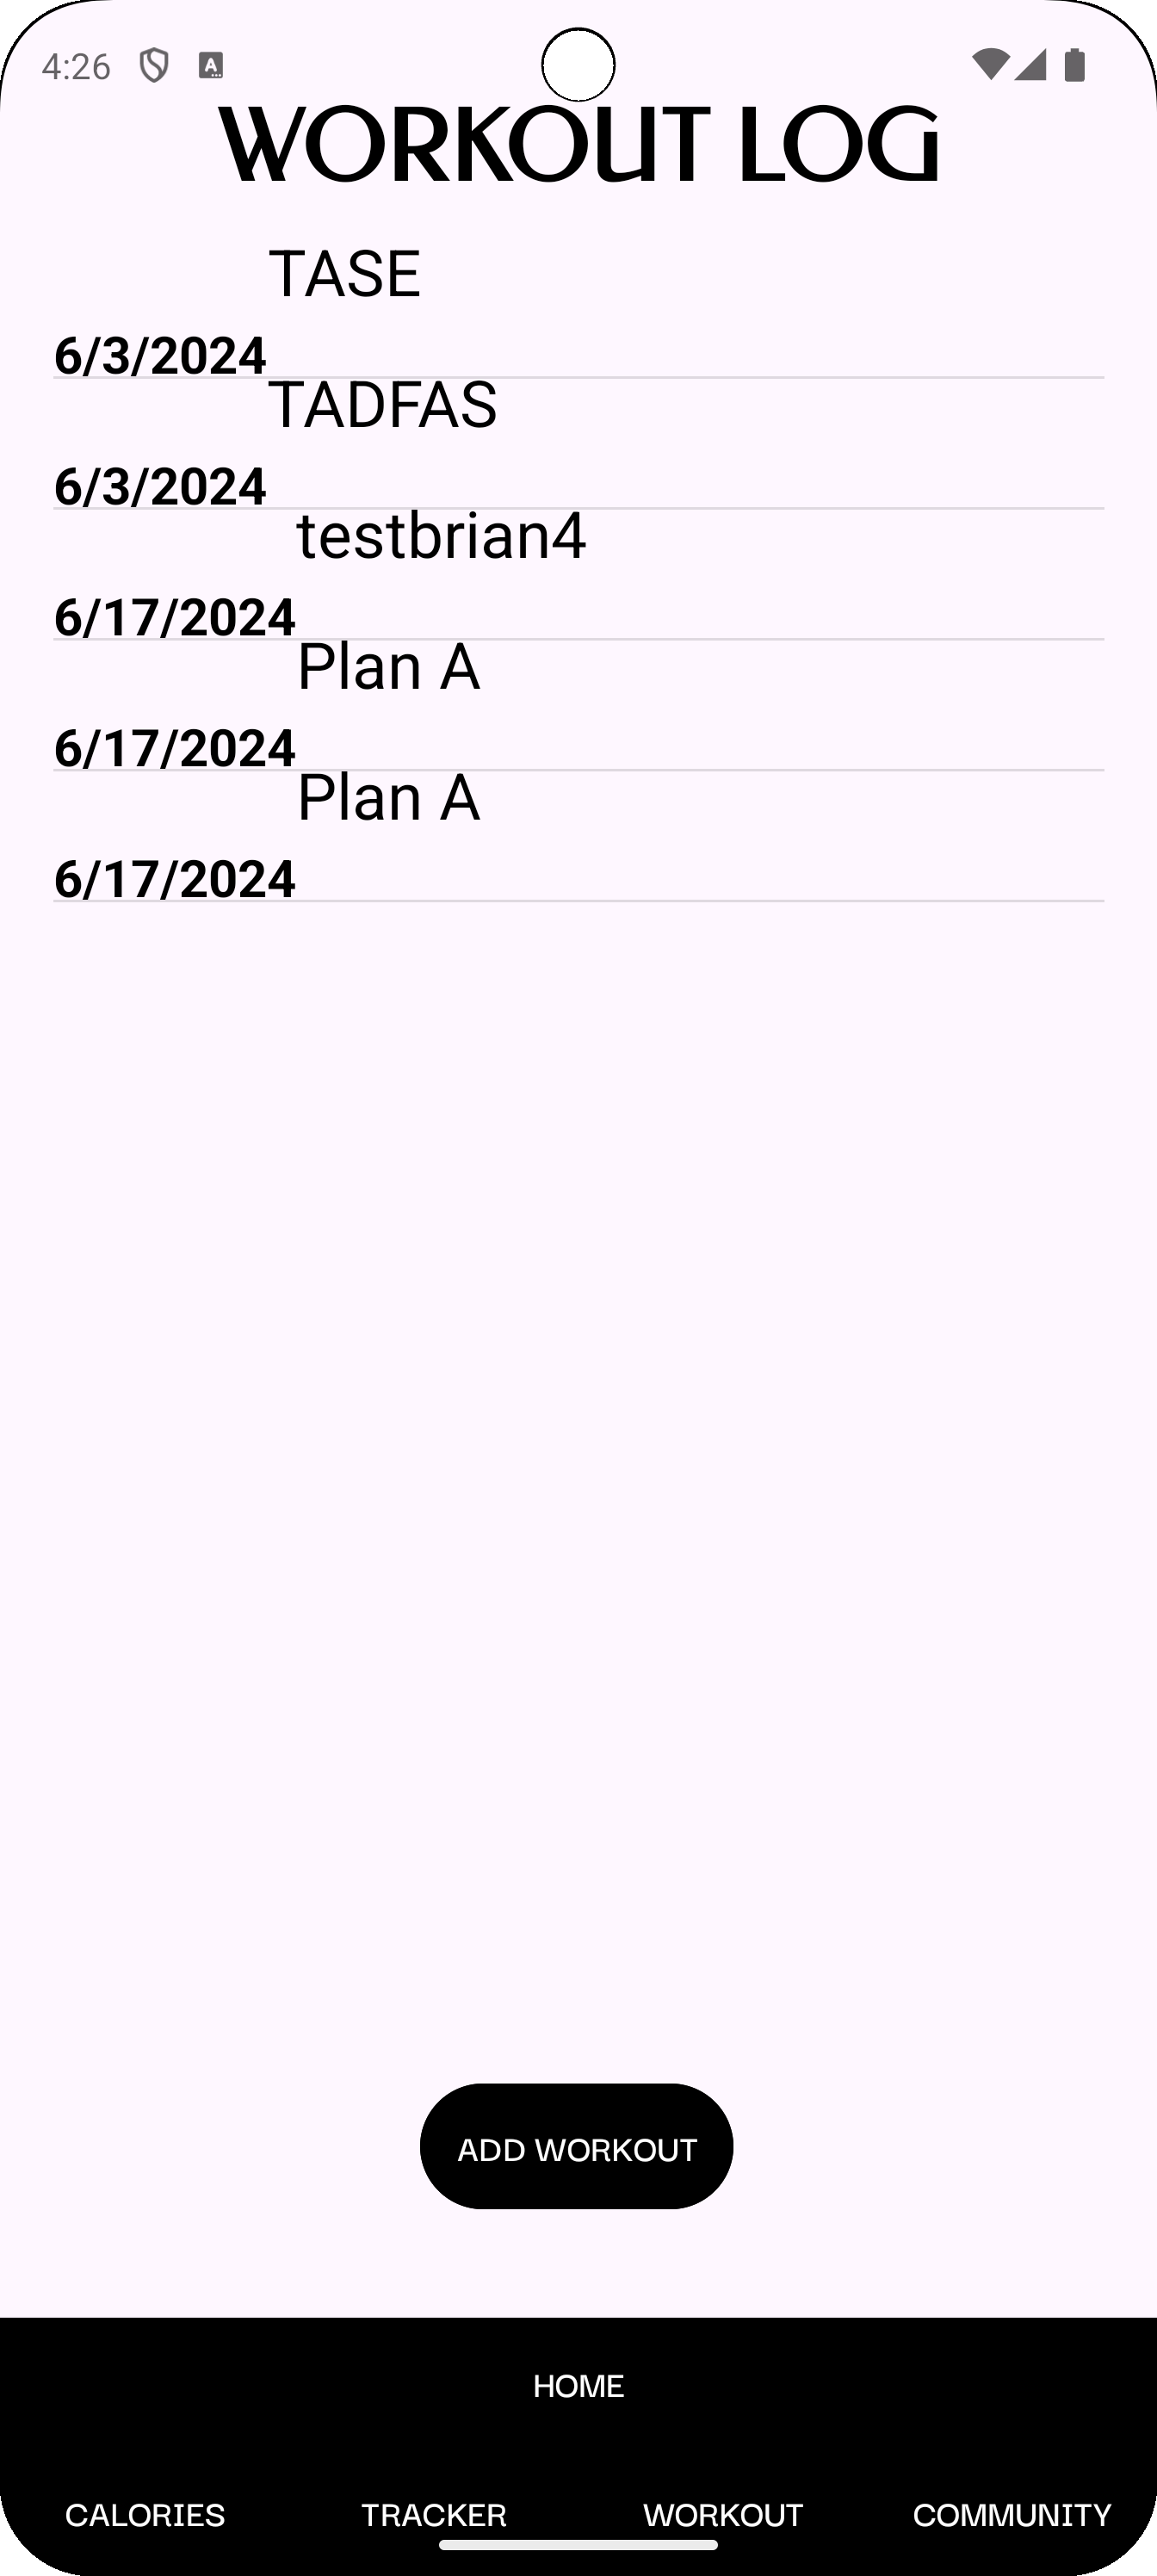 4:26
WORKOUT LOG
TASE
6/3/2024
TADFAS
6/3/2024
testbrian4
6/17/2024
Plan A
6/17/2024
Plan A
6/17/2024
ADD WORKOUT
HOME
CALORIES TRACKER WORKOUT COMMUNITY